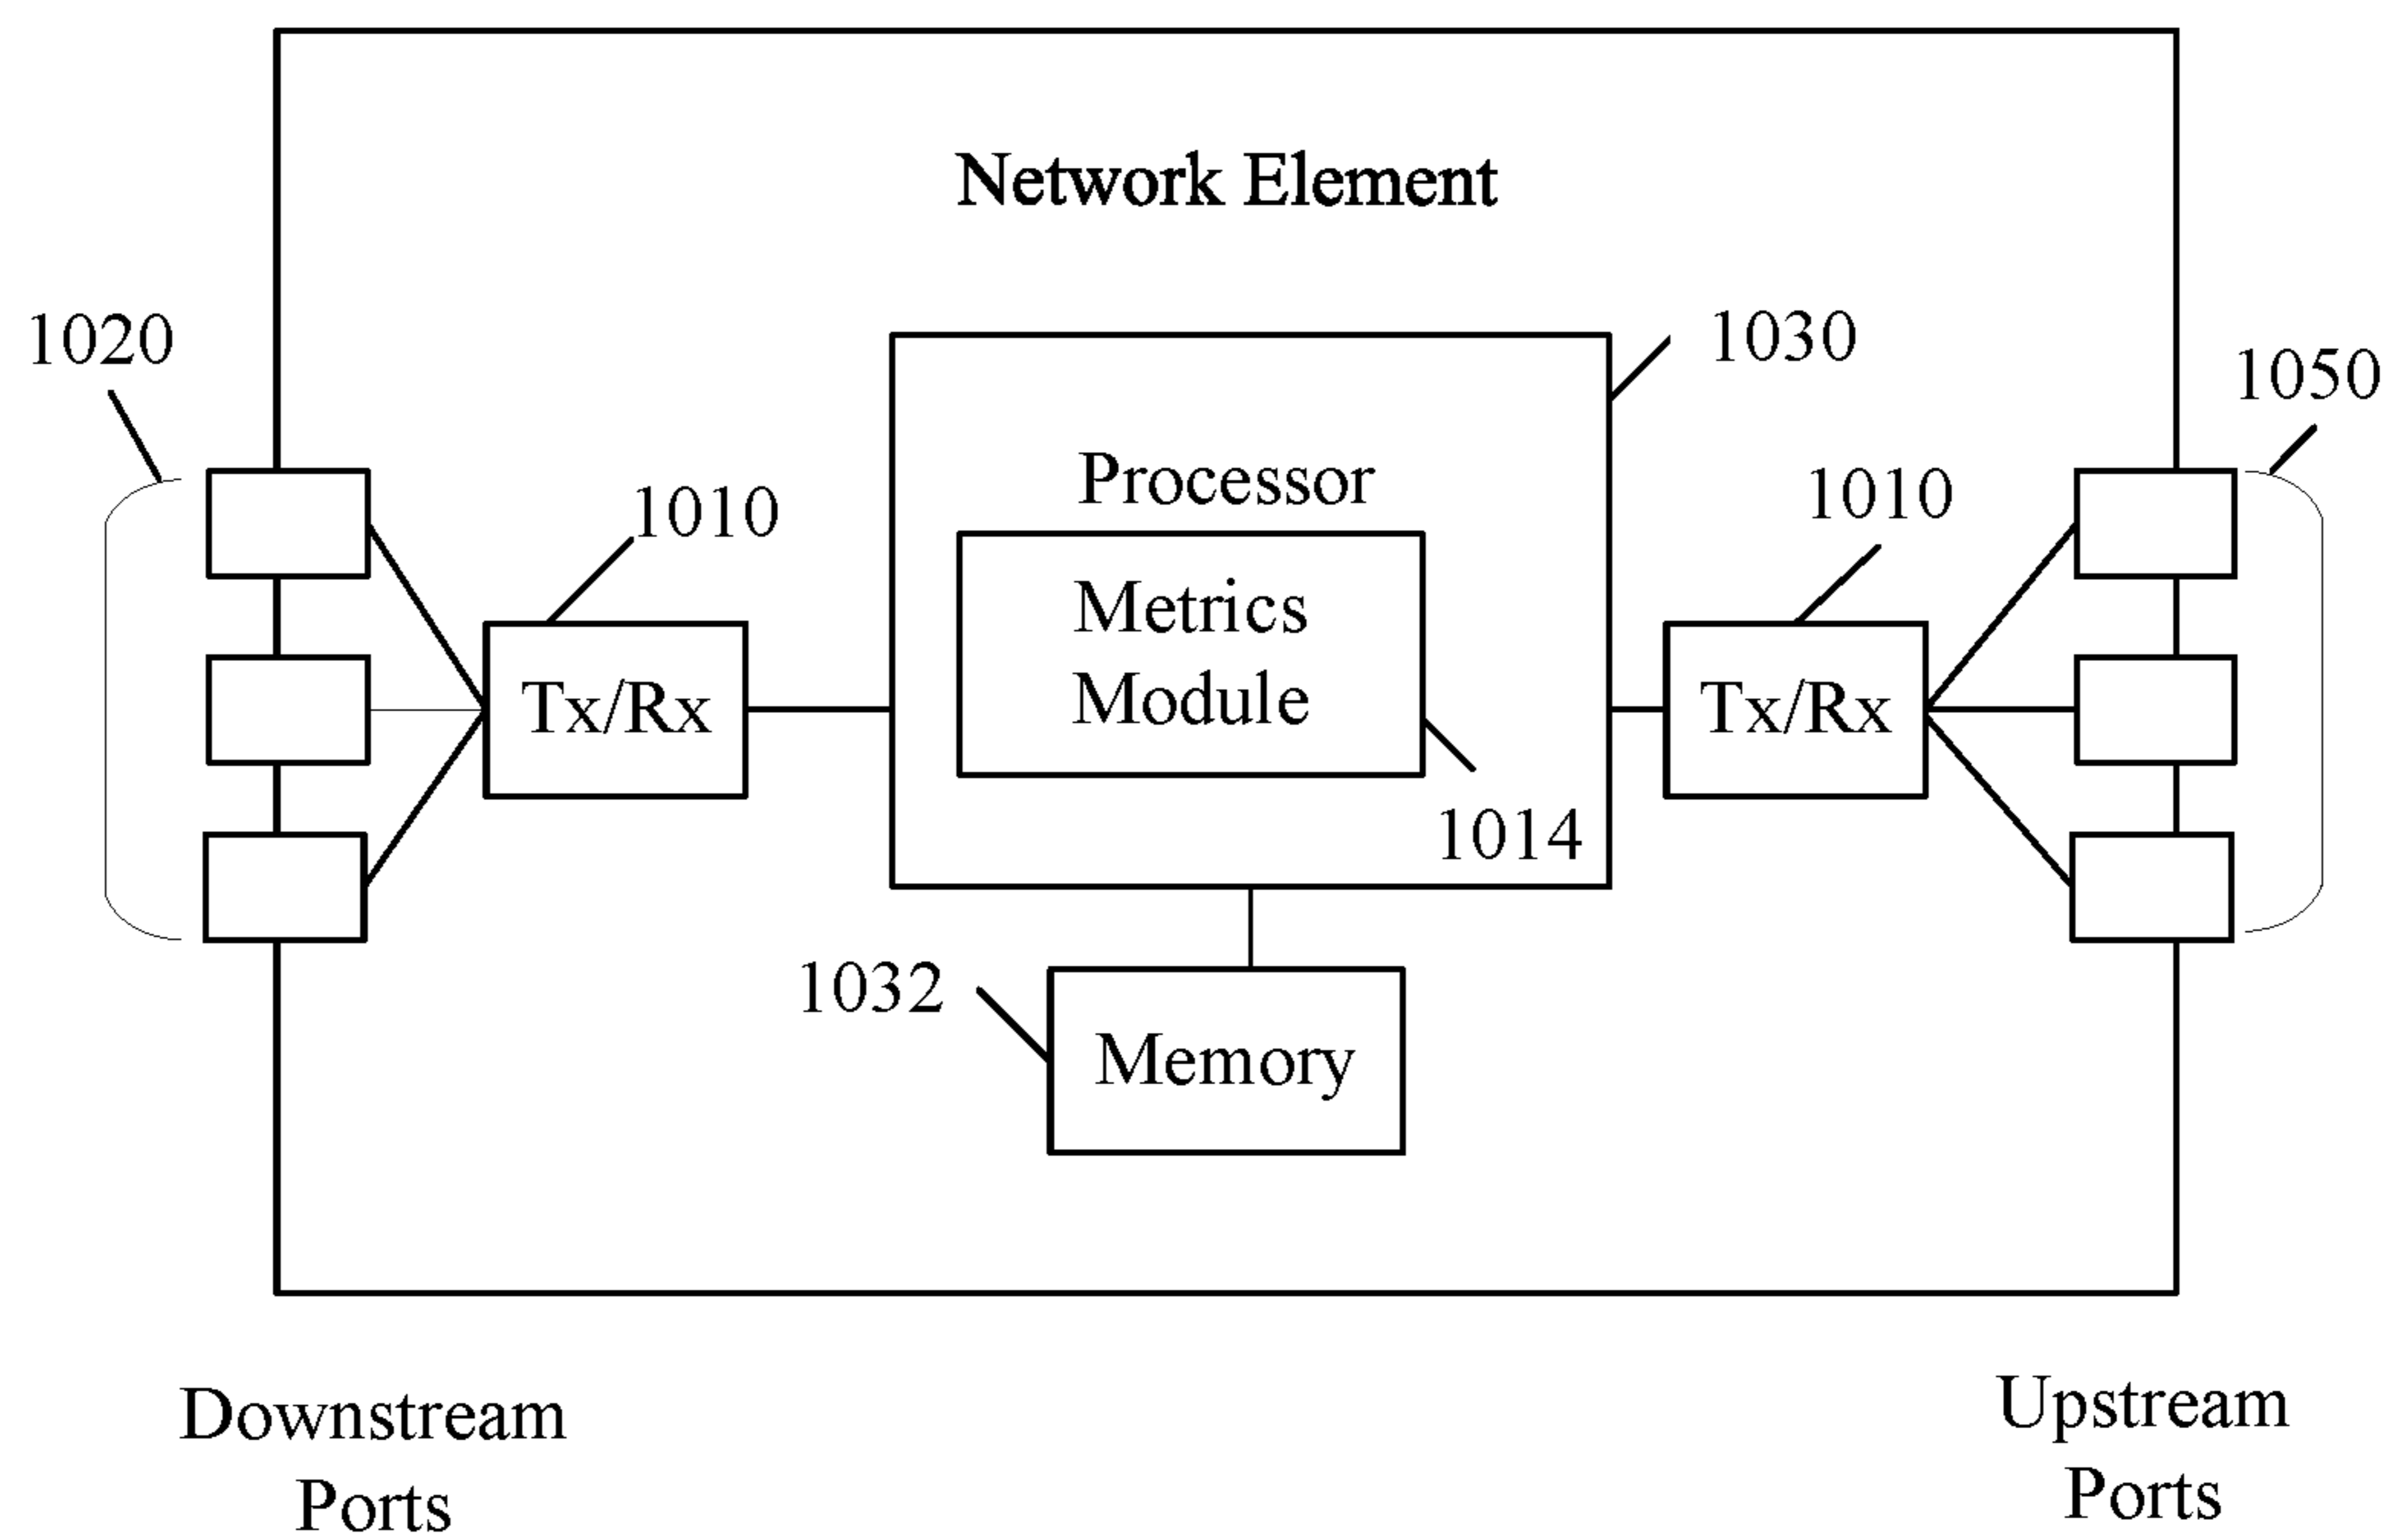 Network Element
1020
1030
1050
Processor
1010
1010
Metrics
Module
Tx/Rx
Tx/Rx
1014
1032
Memory
Downstream
Ports
Upstream
Ports